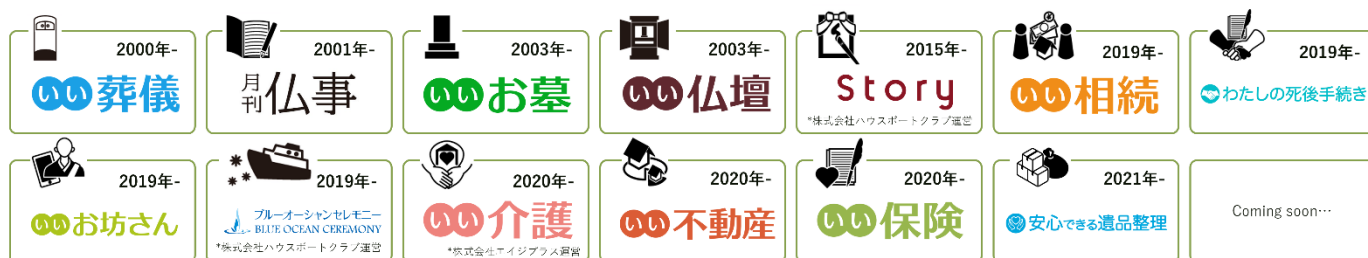 2000年-
いい葬儀
2001年-
月刊仏事
2003年-
いいお墓
2003年-
いい仏壇
2015年-
Story
*株式会社ハウスボートクラブ運営
2019年-
いい相続
2019年-
わたしの死後手続き
2019年-
いいお坊さん
2019年-
ブルーオーシャンセレモニー
BLUE OCEAN CEREMONY
*株式会社ハウスボートクラブ運営
2020年-
いい介護
*株式会社エイジプラス運営
2020年-
いい不動産
2020年-
いい保険
2021年-
安心できる遺品整理
Coming soon…